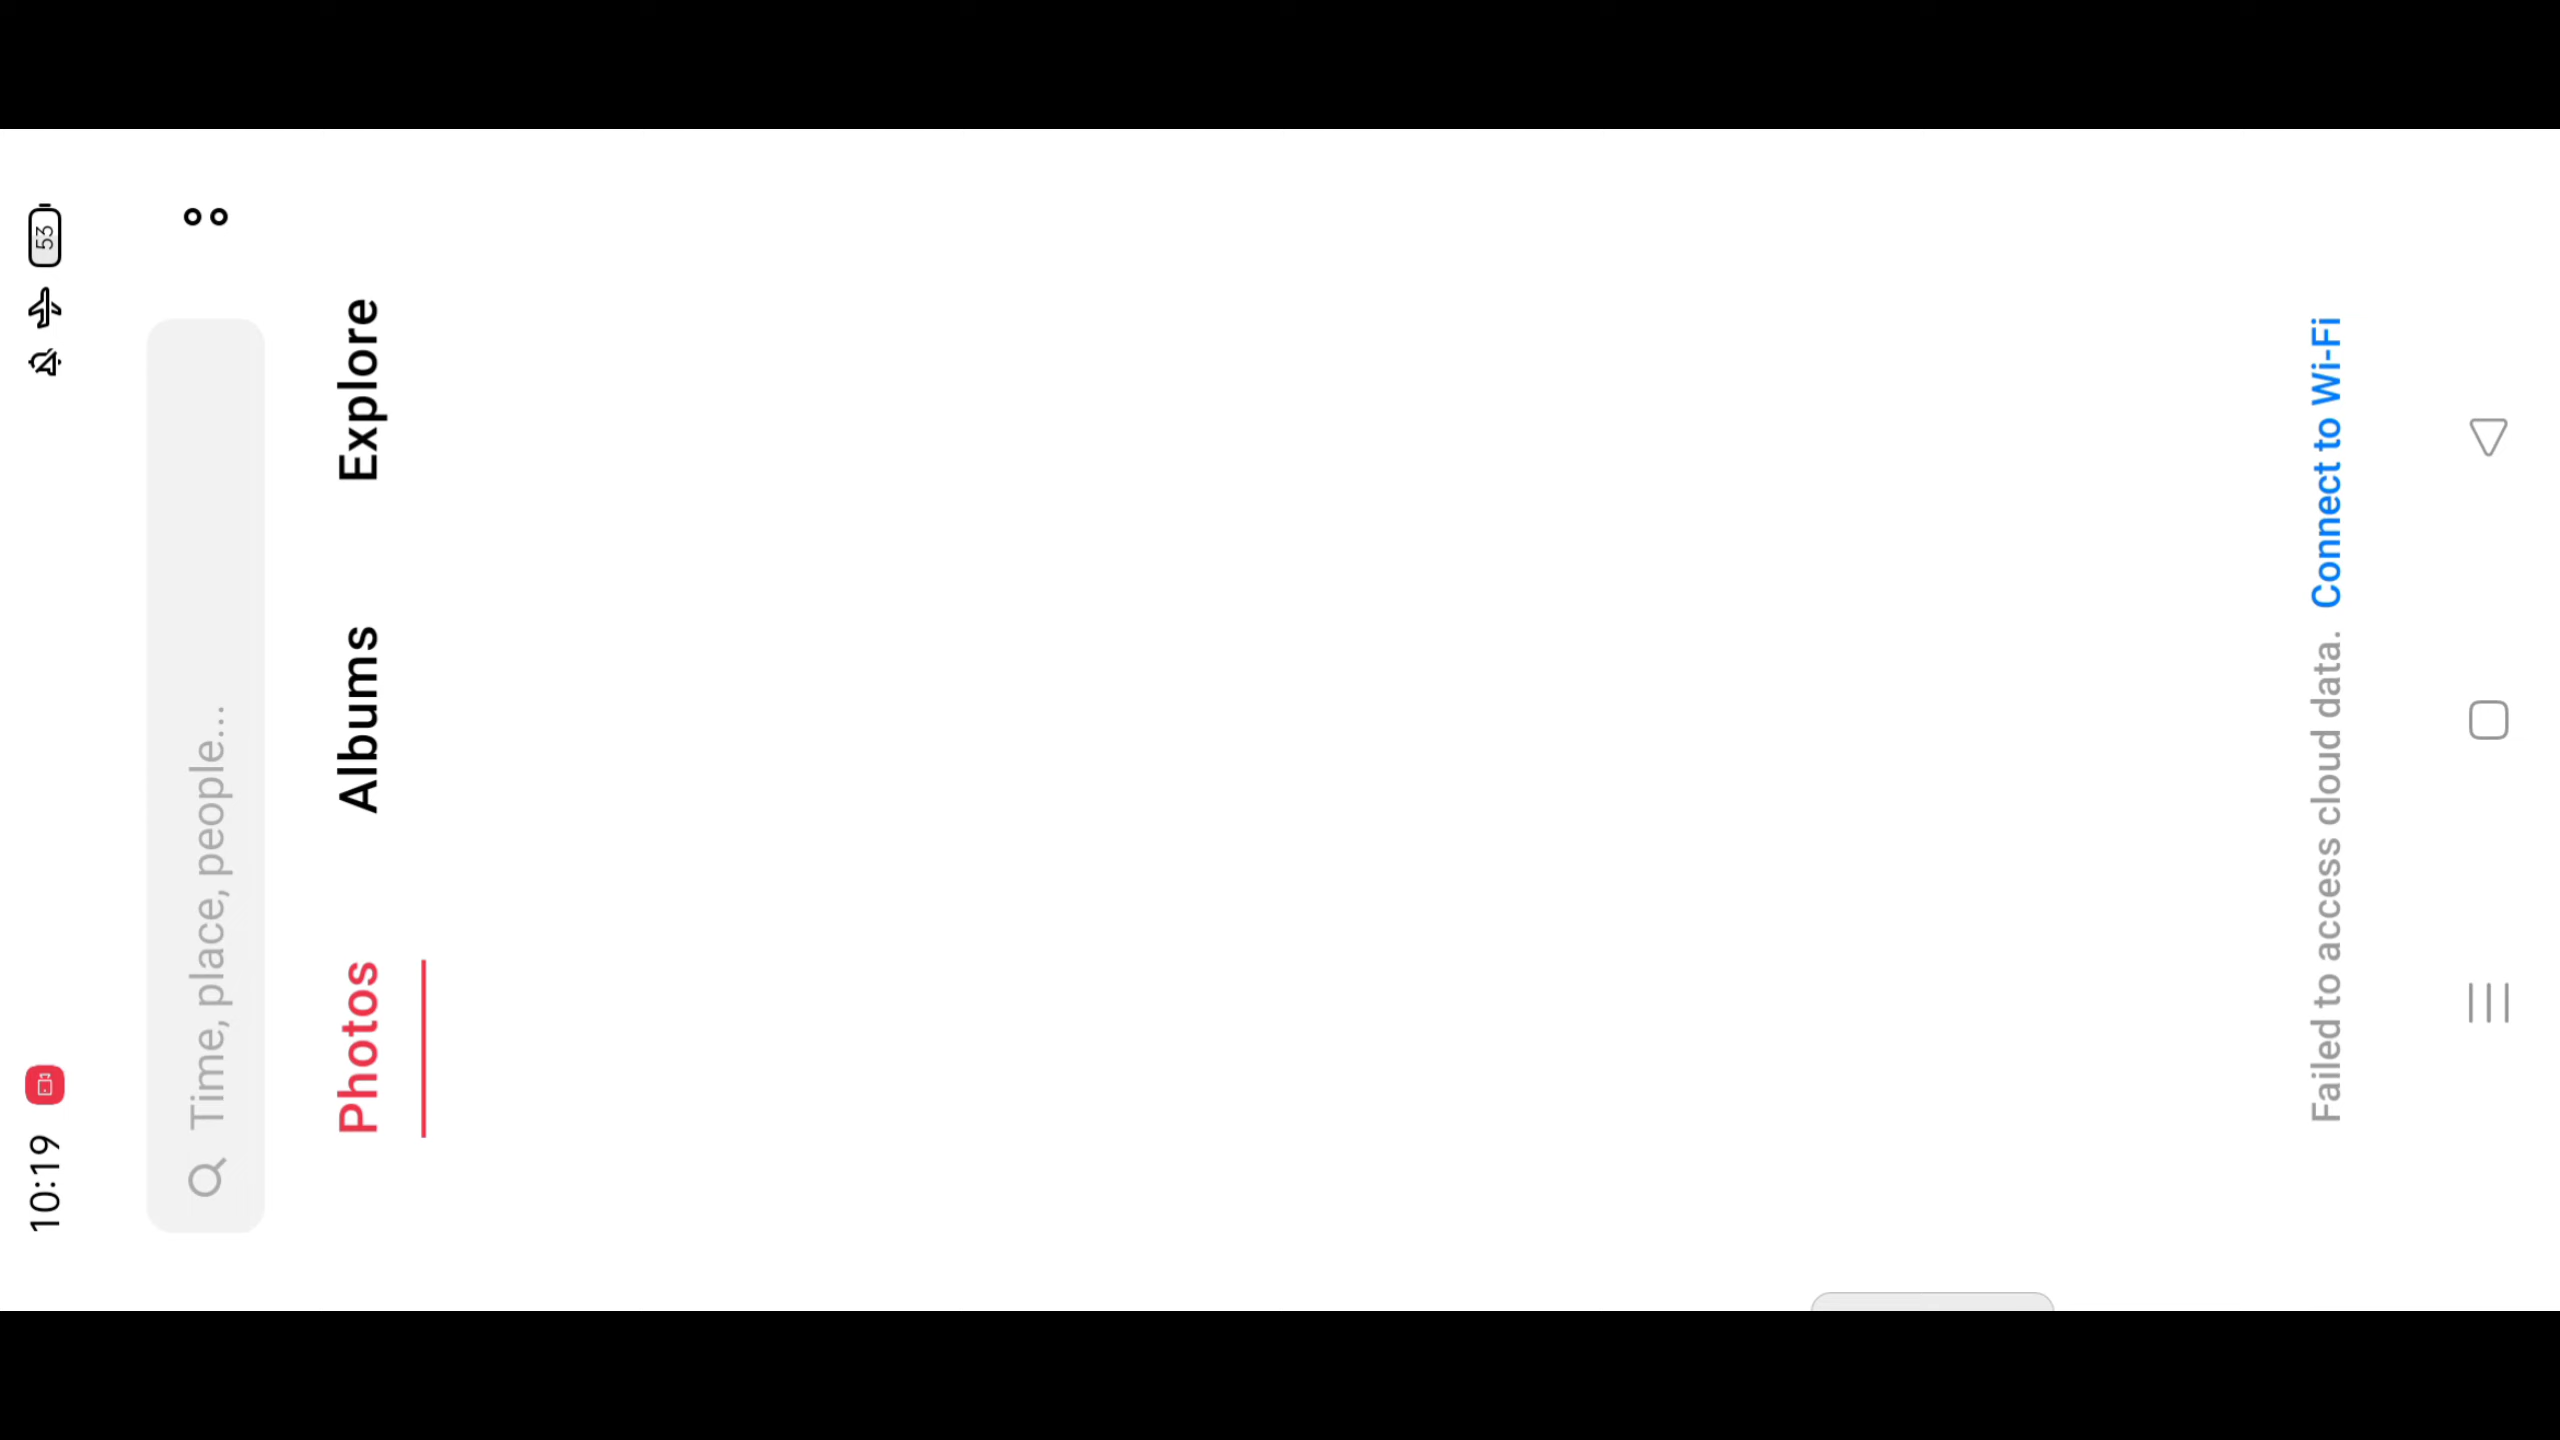 10:19
53
Time, place, people...
Photos Albums Explore
Failed to access cloud data. Connect to Wi-Fi